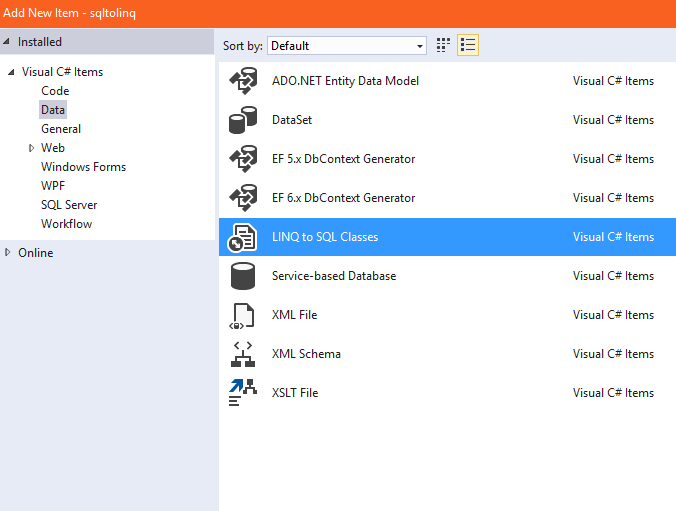 Add New Item - sqltolinq
Installed
Visual C# Items
Code
Data
General
Web
Windows Forms
WPF
SQL Server
Workflow
Online
Sort by: Default
ADO.NET Entity Data Model Visual C# Items
DataSet Visual C# Items
EF 5.x DbContext Generator Visual C# Items
EF 6.x DbContext Generator Visual C# Items
LINQ to SQL Classes Visual C# Items
Service-based Database Visual C# Items
XML File Visual C# Items
XML Schema Visual C# Items
XSLT File Visual C# Items